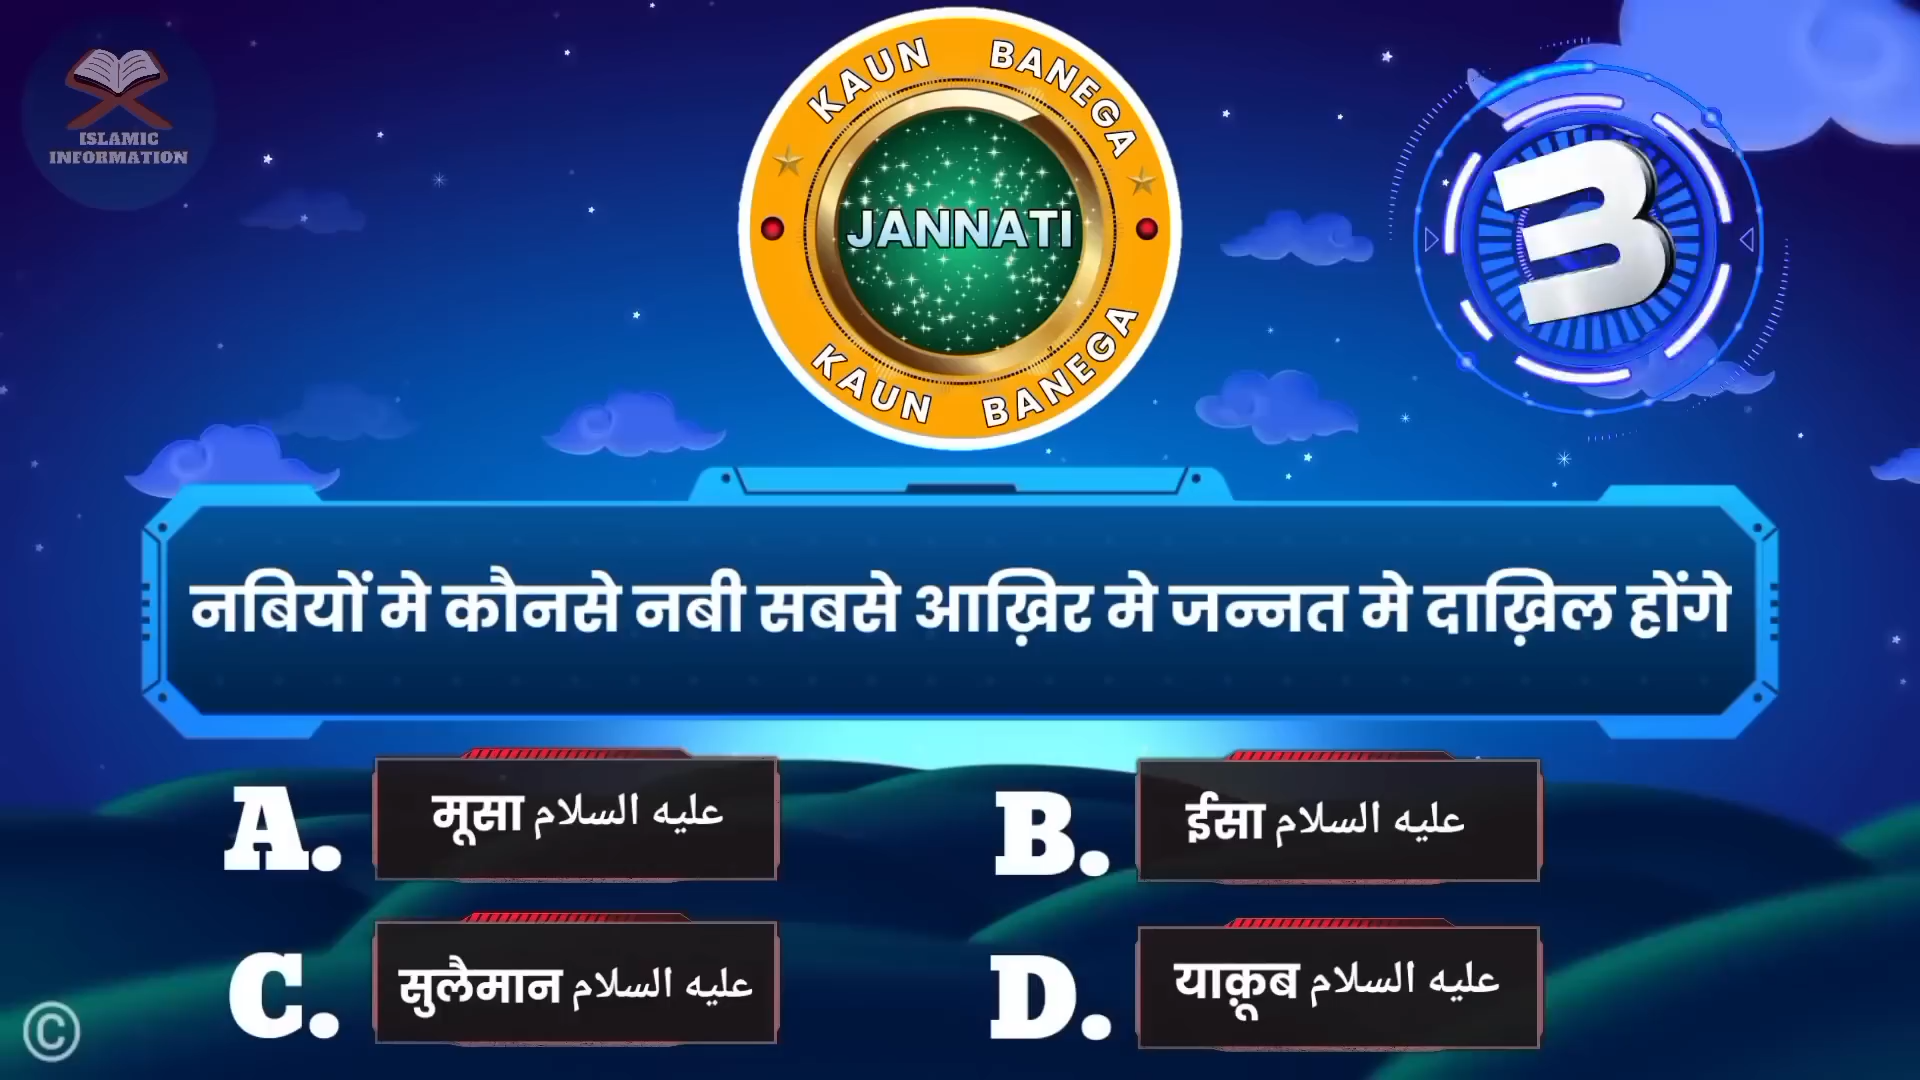 ISLAMIC
INFORMATION
KAUN BANEGA
JANNATI
KAUN BANEGA
3
नबियों मे कौनसे नबी सबसे आख़िर मे जन्नत मे दाख़िल होंगे
A. मूसा عليه السلام
B. ईसा عليه السلام
C. सुलैमान عليه السلام
D. याक़ूब عليه السلام
©